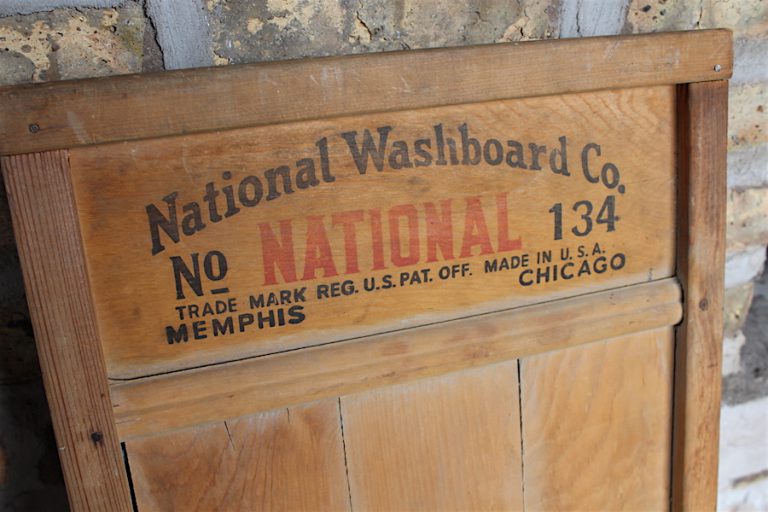 National Washboard Co.
No NATIONAL 134
TRADE MARK REG. U.S. PAT. OFF. MADE IN U.S.A.
MEMPHIS CHICAGO